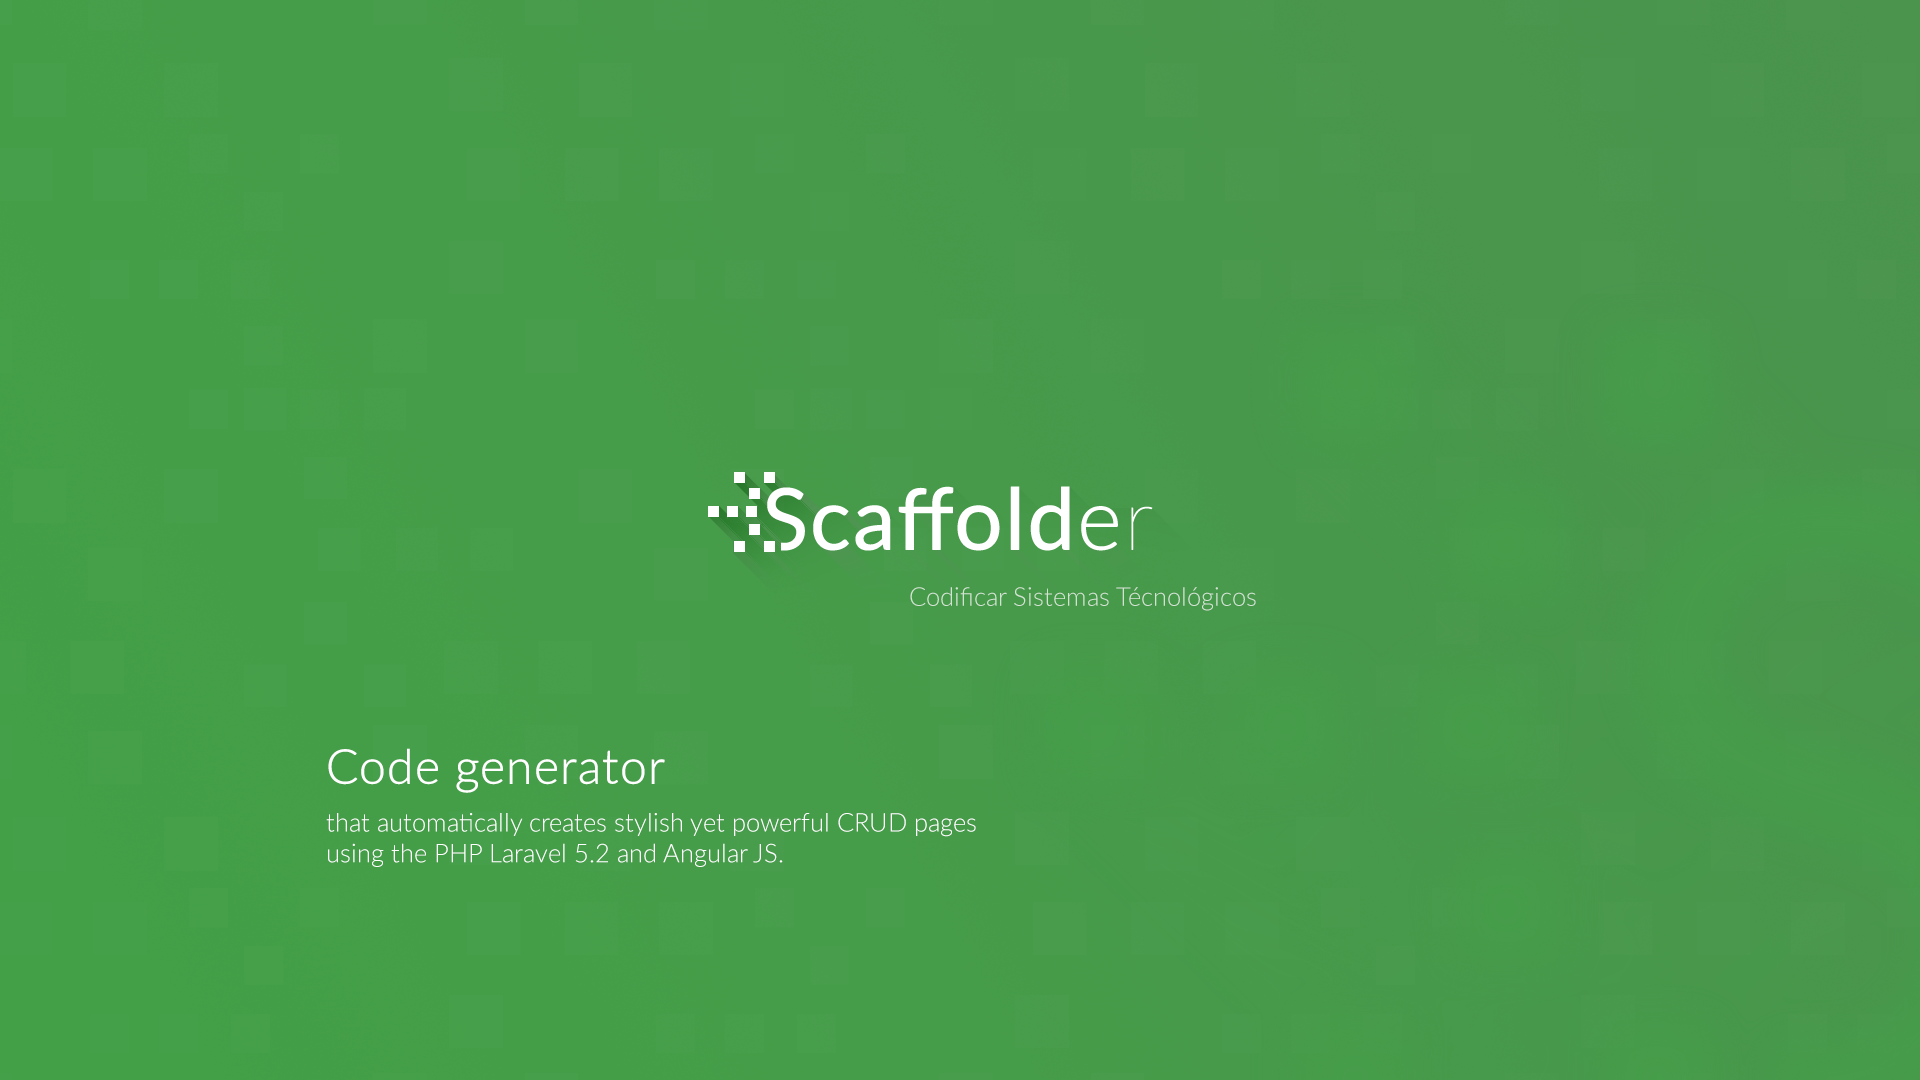 Scaffolder
Codificar Sistemas Técnológicos
Code generator
that automatically creates stylish yet powerful CRUD pages
using the PHP Laravel 5.2 and Angular JS.